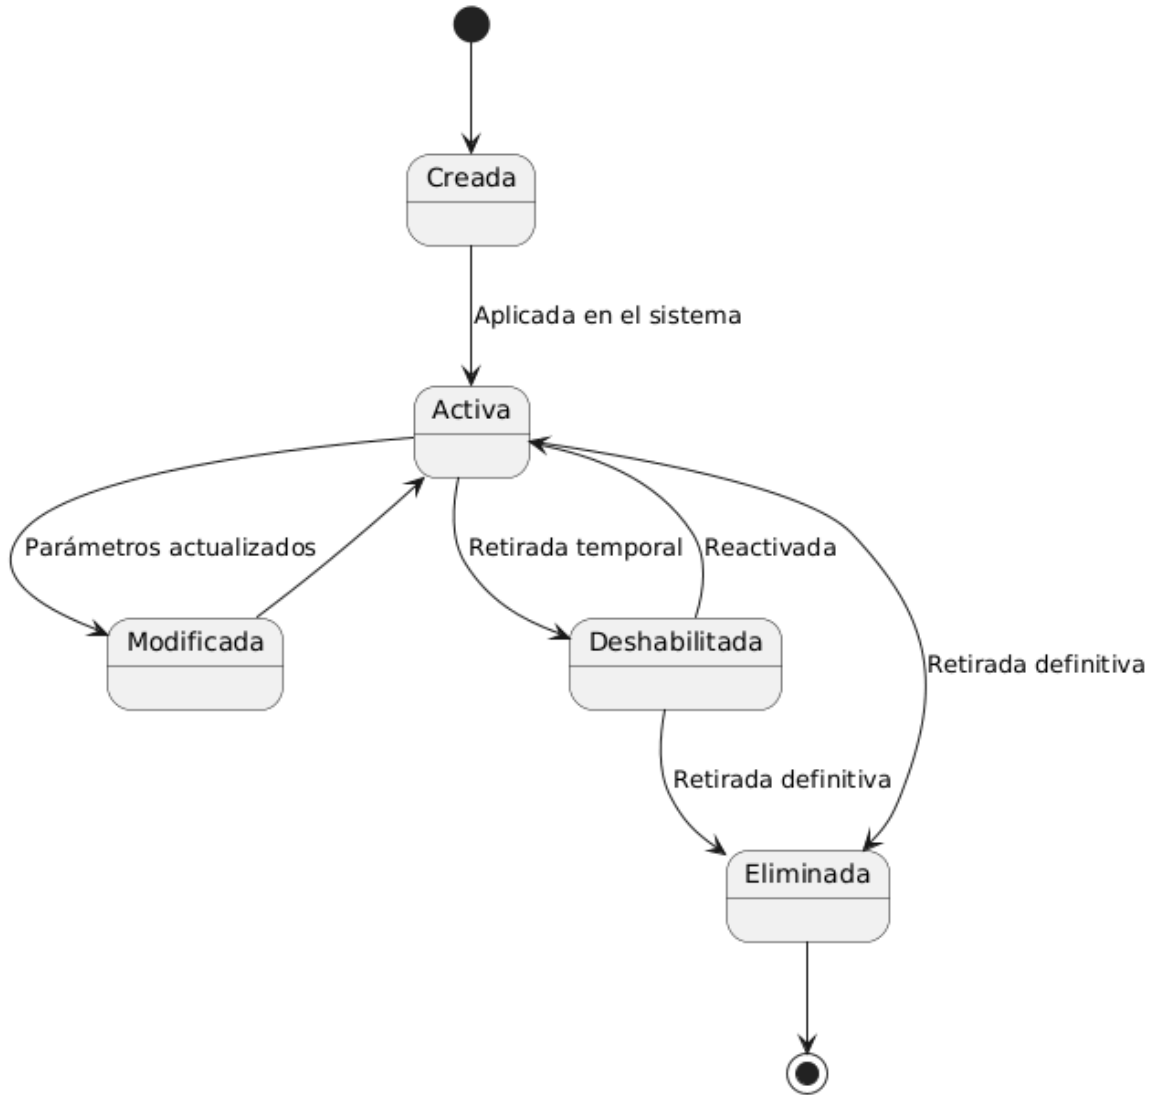 Creada
Aplicada en el sistema
Activa
Parámetros actualizados
Retirada temporal
Reactivada
Modificada
Deshabilitada
Retirada definitiva
Retirada definitiva
Eliminada